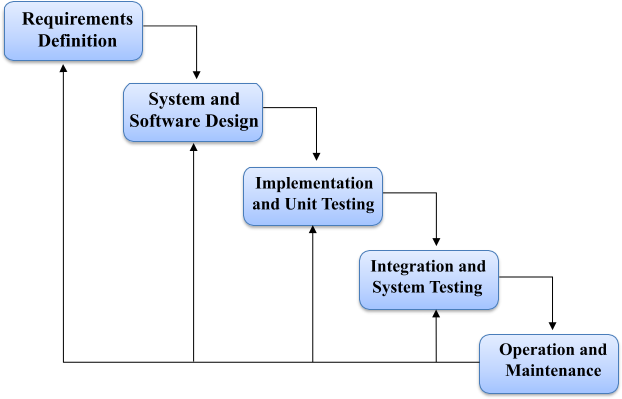 Requirements
Definition
System and
Software Design
Implementation
and Unit Testing
Integration and
System Testing
Operation and
Maintenance